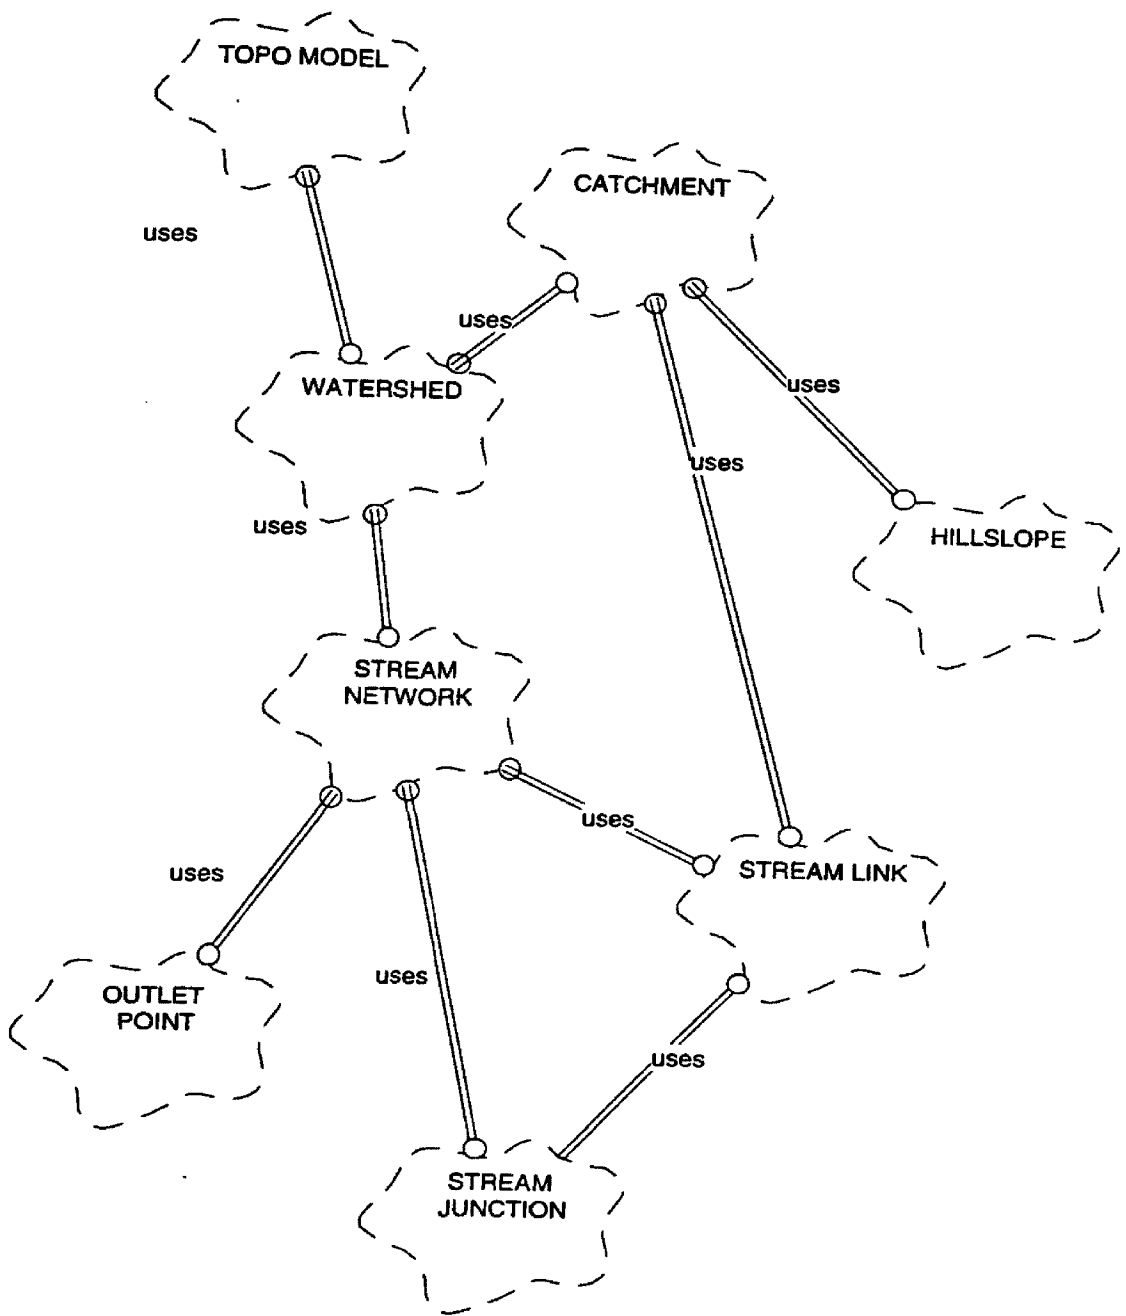 TOPO MODEL
CATCHMENT
uses
uses
WATERSHED
uses
uses
uses
HILLSLOPE
STREAM
NETWORK
uses
uses
STREAM LINK
uses
OUTLET
POINT
uses
STREAM
JUNCTION